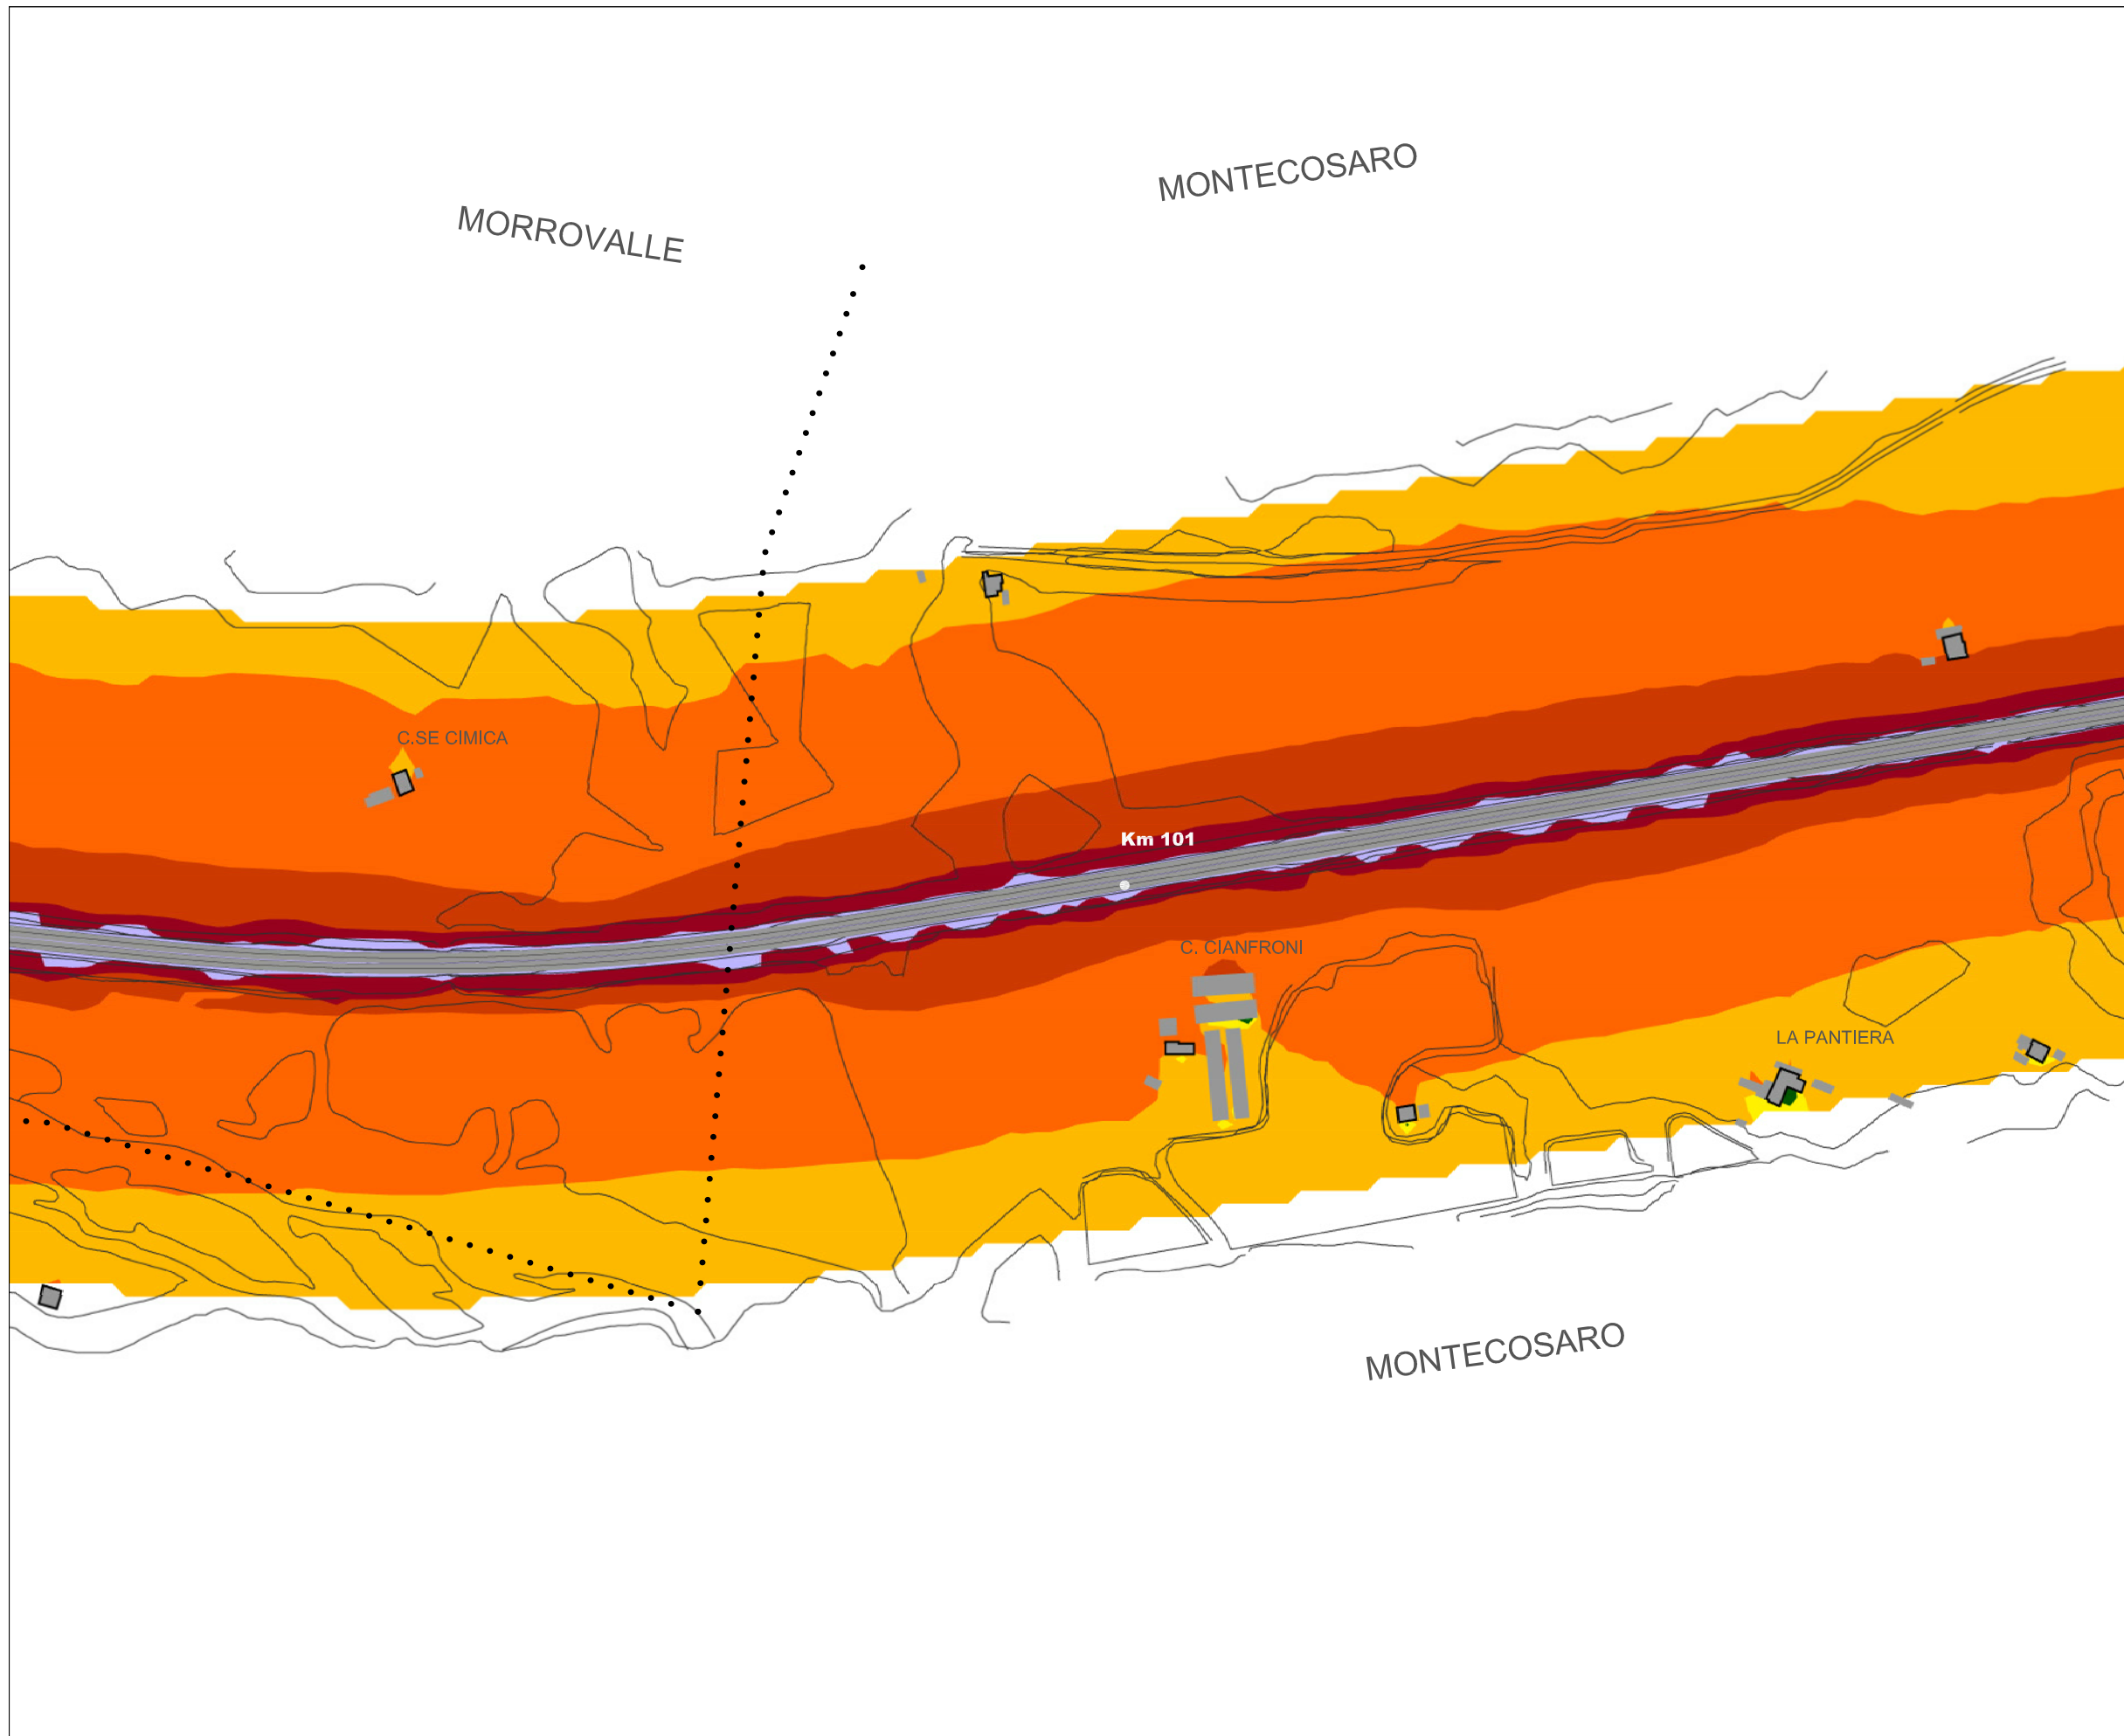 MONTECOSARO
MORROVALLE
C.SE CIMICA
Km 101
C. CIANFRONI
LA PANTIERA
MONTECOSARO